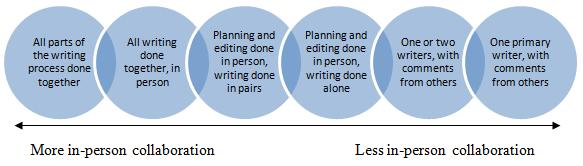 All parts of
the writing
process done
together
All writing
done
together, in
person
Planning and
editing done
in person,
writing done
in pairs
Planning and
editing done
in person,
writing done
alone
One or two
writers, with
comments
from others
One primary
writer, with
comments
from others
More in-person collaboration
Less in-person collaboration